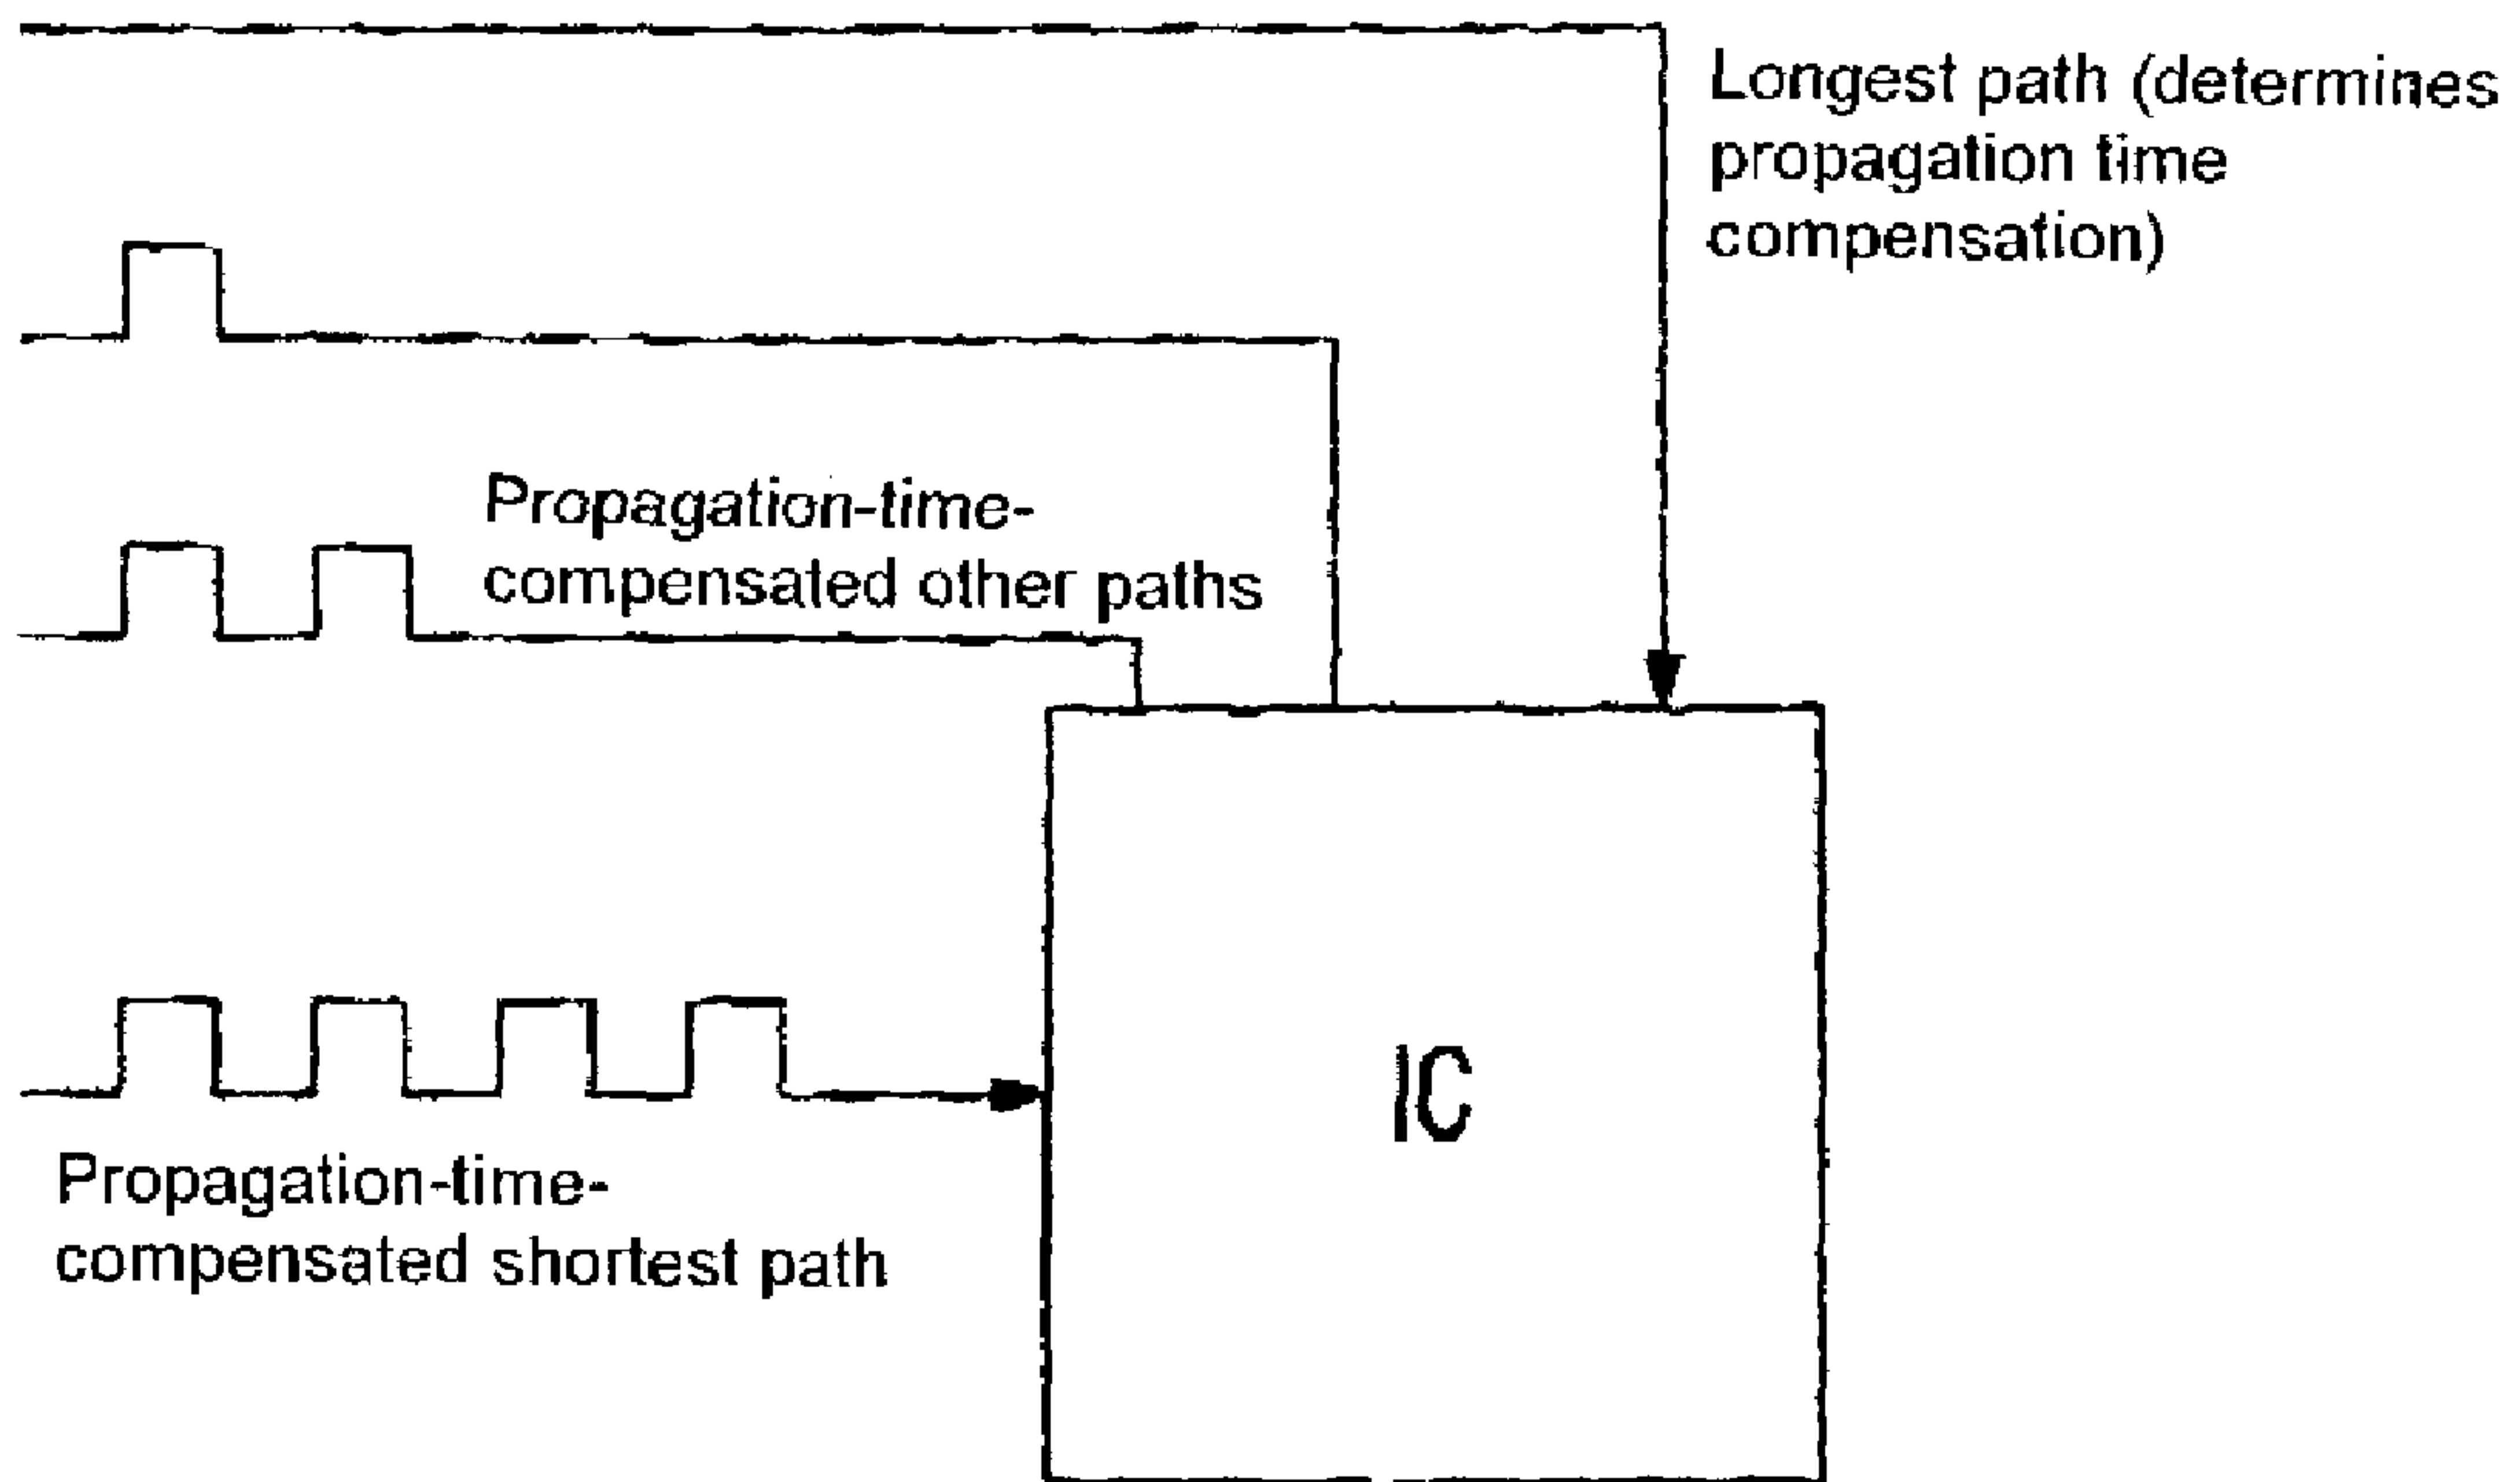 Longest path (determines
propagation time
compensation)
Propagation-time-
compensated other paths
IC
Propagation-time-
compensated shortest path